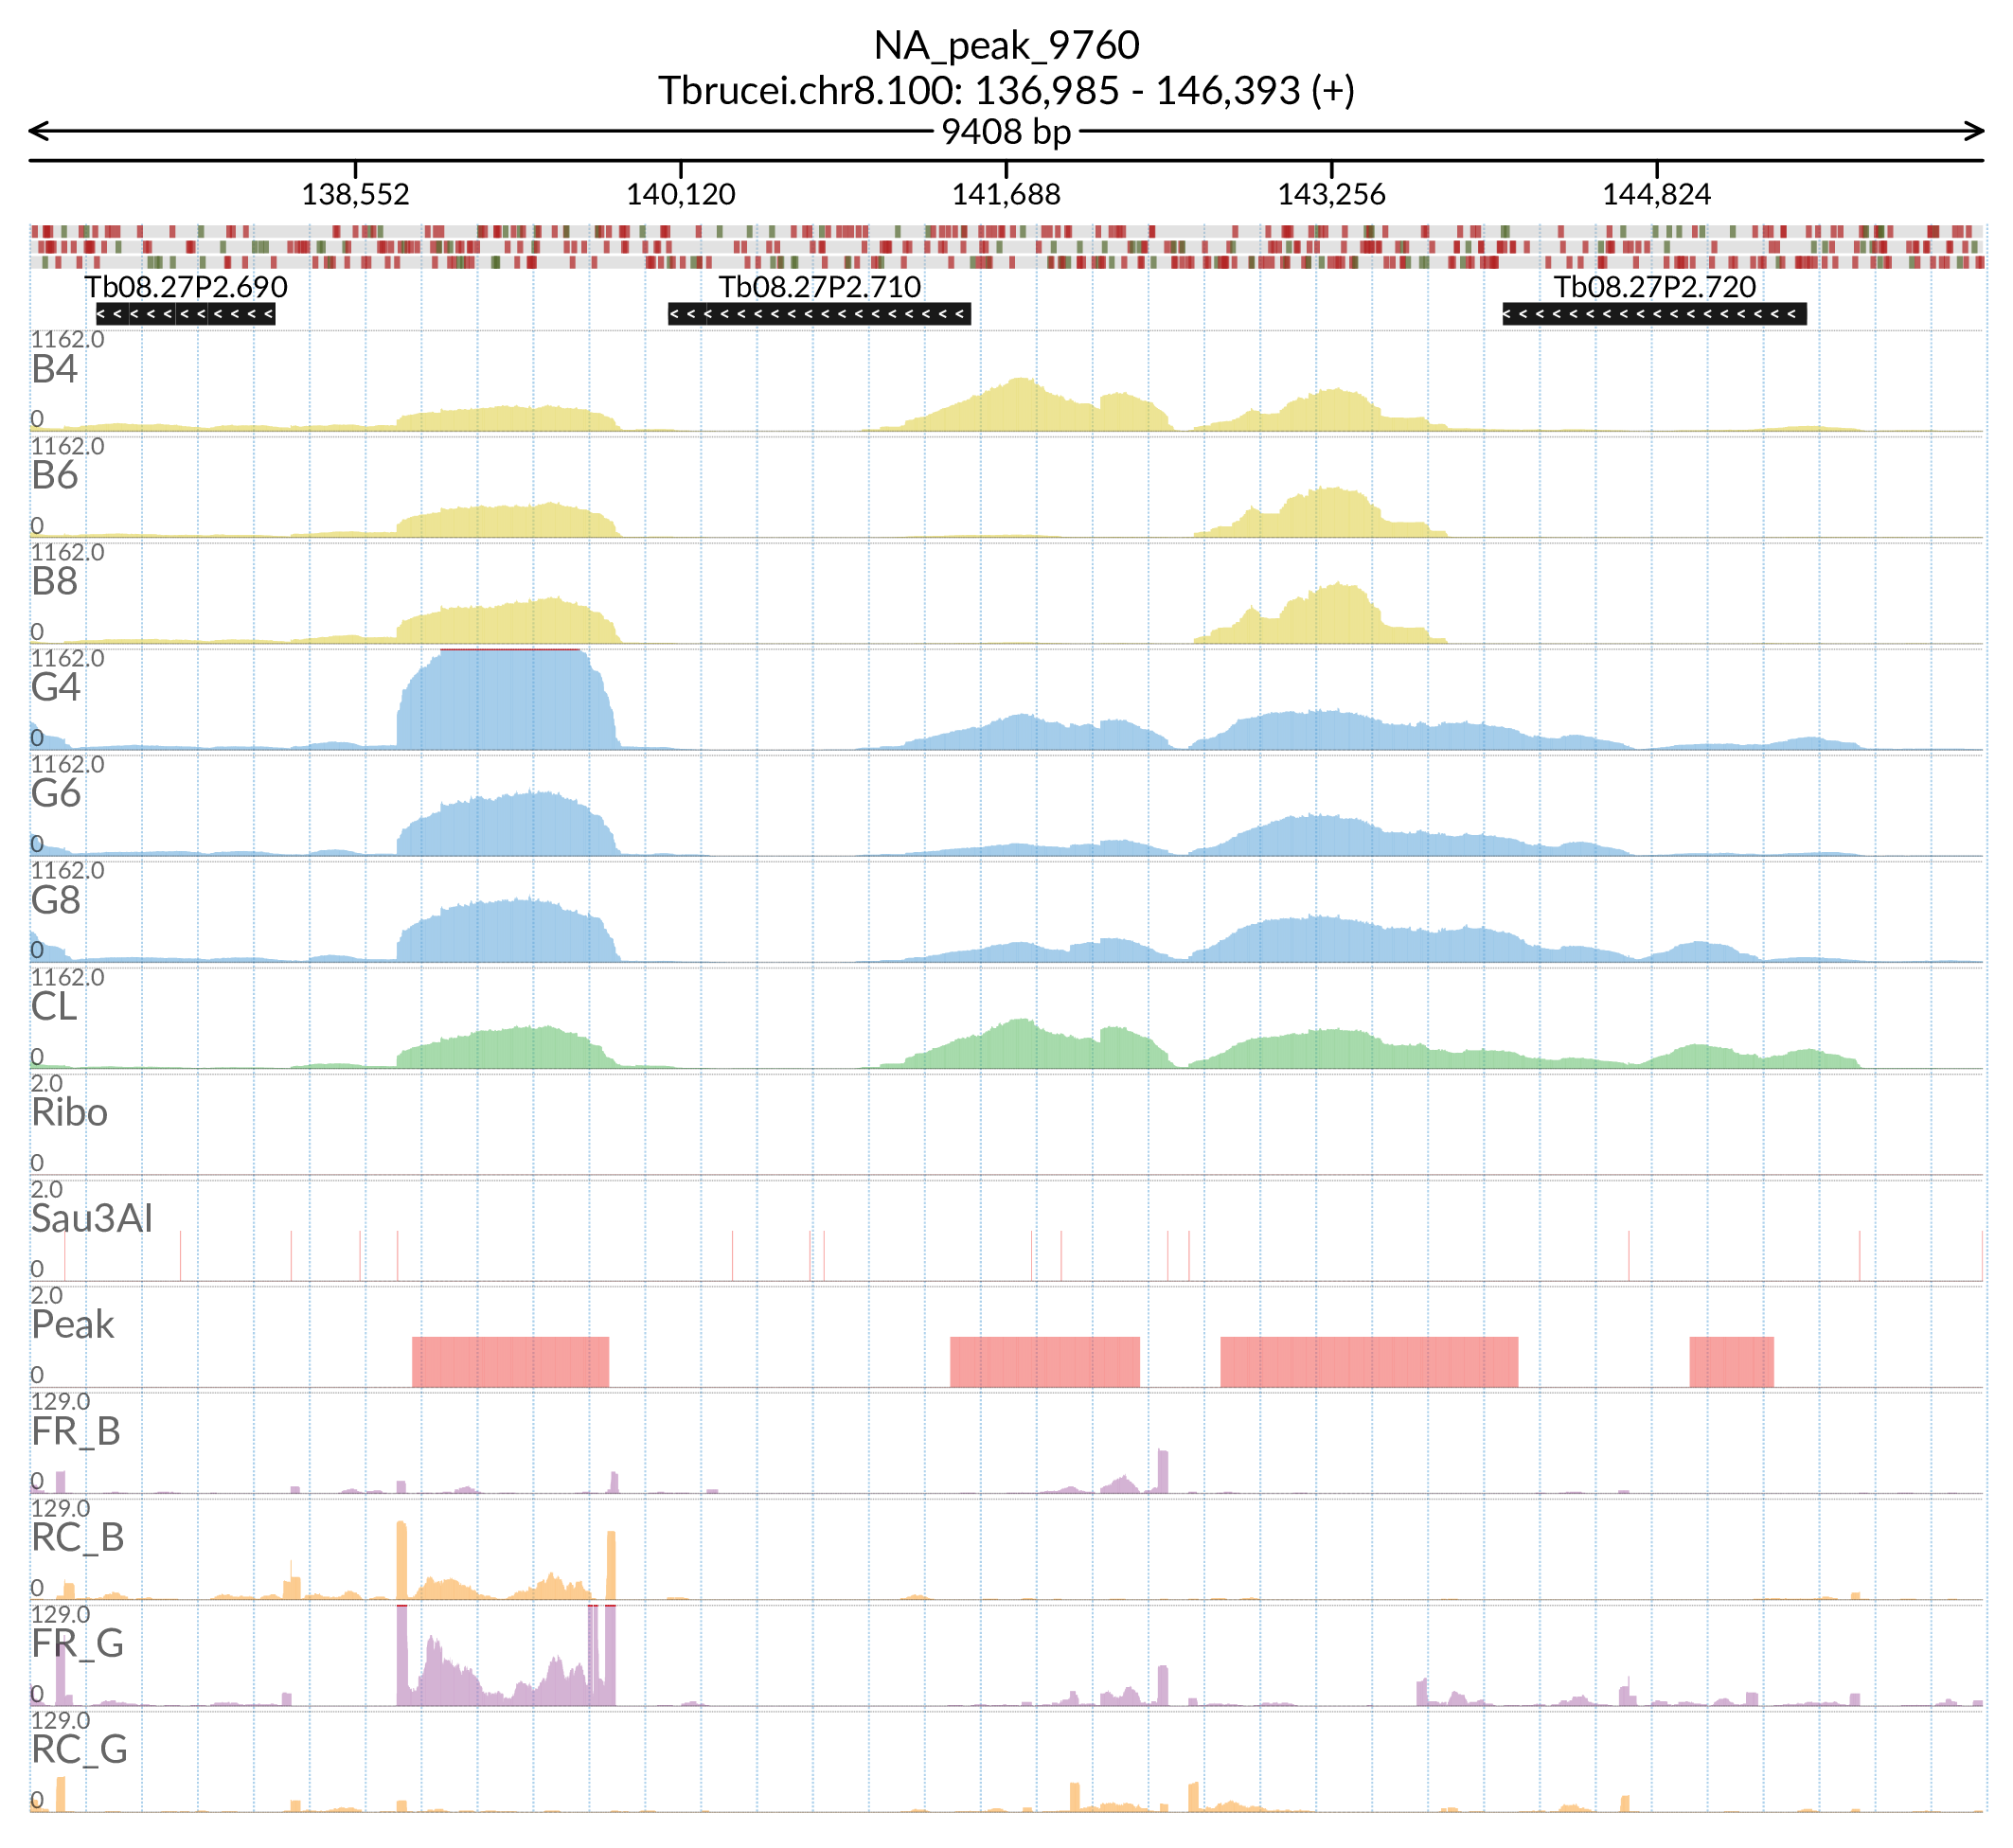 NA_peak_9760
Tbrucei.chr8.100: 136,985 - 146,393 (+)
9408 bp
138,552 140,120 141,688 143,256 144,824
Tb08.27P2.690 Tb08.27P2.710 Tb08.27P2.720
1162.0
B4
0
1162.0
B6
0
1162.0
B8
0
1162.0
G4
0
1162.0
G6
0
1162.0
G8
0
1162.0
CL
0
2.0
Ribo
0
2.0
Sau3AI
0
2.0
Peak
0
129.0
FR_B
0
129.0
RC_B
0
129.0
FR_G
0
129.0
RC_G
0